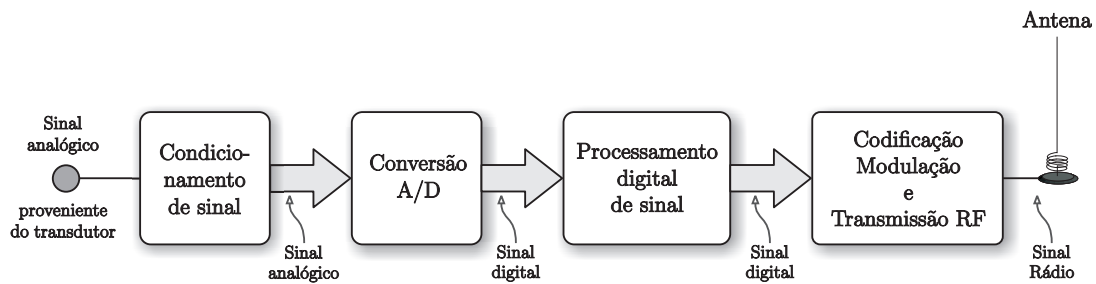 Antena
Sinal
analógico
proveniente
do transdutor
Condicio-
namento
de sinal
Sinal
analógico
Conversão
A/D
Sinal
digital
Processamento
digital
de sinal
Sinal
digital
Codificação
Modulação
e
Transmissão RF
Sinal
Rádio